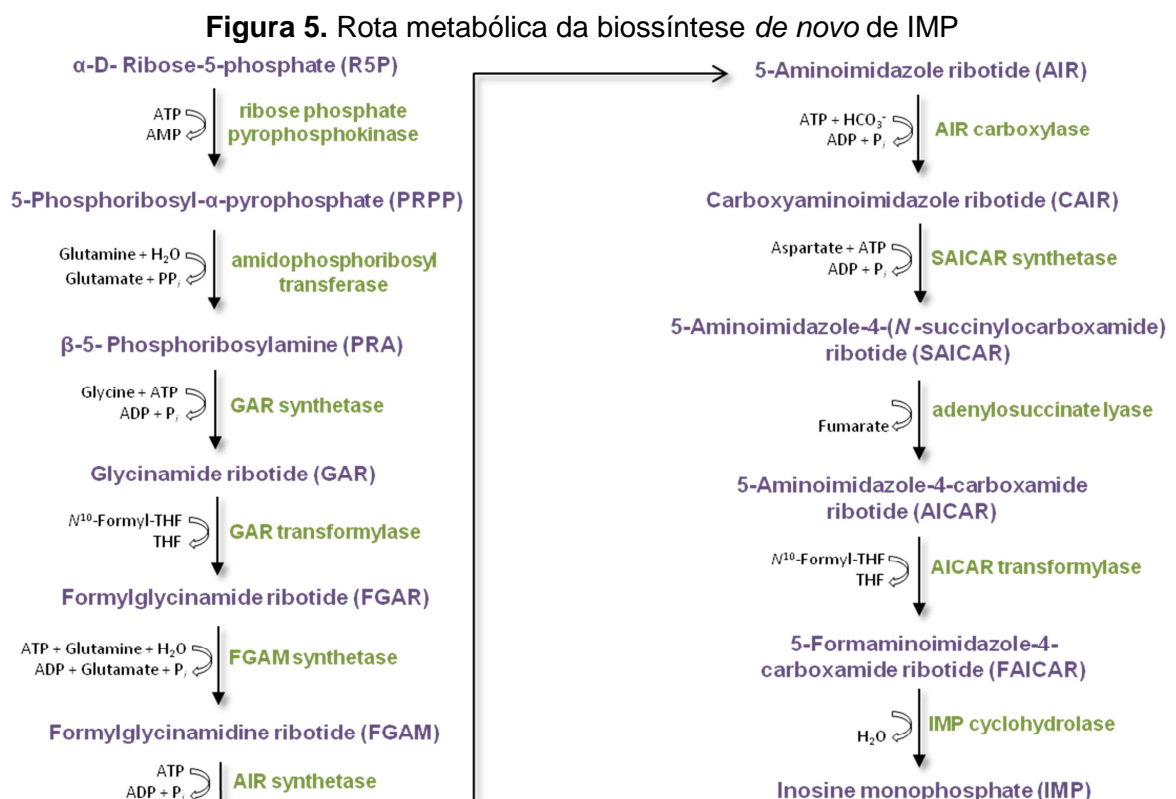 Figura 5. Rota metabólica da biossíntese de novo de IMP
α-D- Ribose-5-phosphate (R5P)
ATP
AMP
ribose phosphate
pyrophosphokinase
5-Phosphoribosyl-α-pyrophosphate (PRPP)
Glutamine + H₂O
Glutamate + PPᵢ
amidophosphoribosyl
transferase
β-5- Phosphoribosylamine (PRA)
Glycine + ATP
ADP + Pᵢ
GAR synthetase
Glycinamide ribotide (GAR)
N¹⁰-Formyl-THF
THF
GAR transformylase
Formylglycinamide ribotide (FGAR)
ATP + Glutamine + H₂O
ADP + Glutamate + Pᵢ
FGAM synthetase
Formylglycinamidine ribotide (FGAM)
ATP
ADP + Pᵢ
AIR synthetase
5-Aminoimidazole ribotide (AIR)
ATP + HCO₃⁻
ADP + Pᵢ
AIR carboxylase
Carboxyaminoimidazole ribotide (CAIR)
Aspartate + ATP
ADP + Pᵢ
SAICAR synthetase
5-Aminoimidazole-4-(N -succinylocarboxamide)
ribotide (SAICAR)
Fumarate
adenylosuccinate lyase
5-Aminoimidazole-4-carboxamide
ribotide (AICAR)
N¹⁰-Formyl-THF
THF
AICAR transformylase
5-Formaminoimidazole-4-
carboxamide ribotide (FAICAR)
H₂O
IMP cyclohydrolase
Inosine monophosphate (IMP)